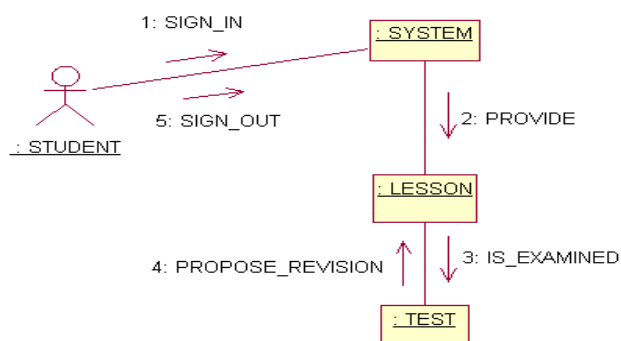 1: SIGN_IN
: SYSTEM
5: SIGN_OUT
: STUDENT
2: PROVIDE
: LESSON
4: PROPOSE_REVISION
3: IS_EXAMINED
: TEST